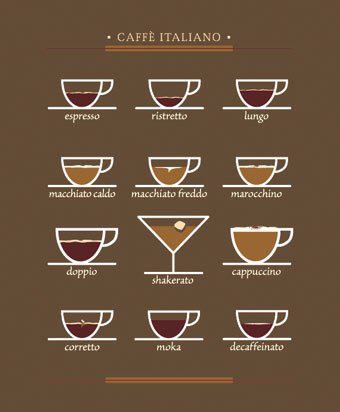 • CAFFÈ ITALIANO •
espresso ristretto lungo
macchiato caldo macchiato freddo marocchino
doppio shakerato cappuccino
corretto moka decaffeinato